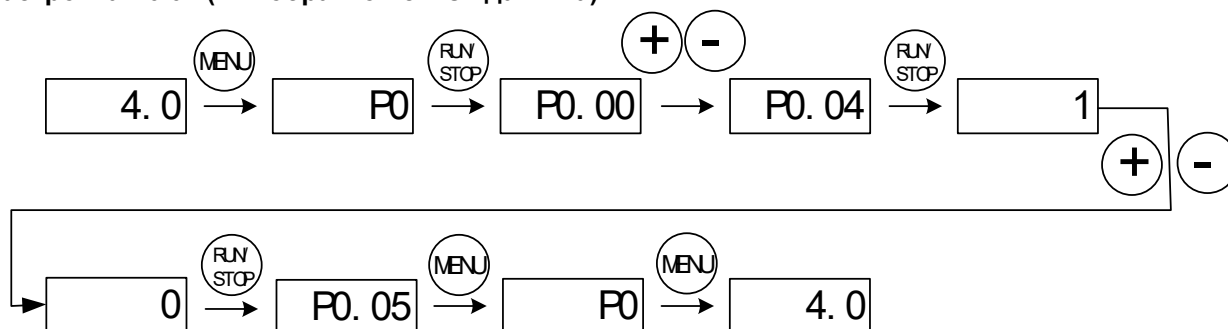 MENU RUN/ STOP + - RUN/ STOP
4. 0 P0 P0. 00 P0. 04 1
+ -
RUN/ STOP MENU MENU
0 P0. 05 P0 4. 0